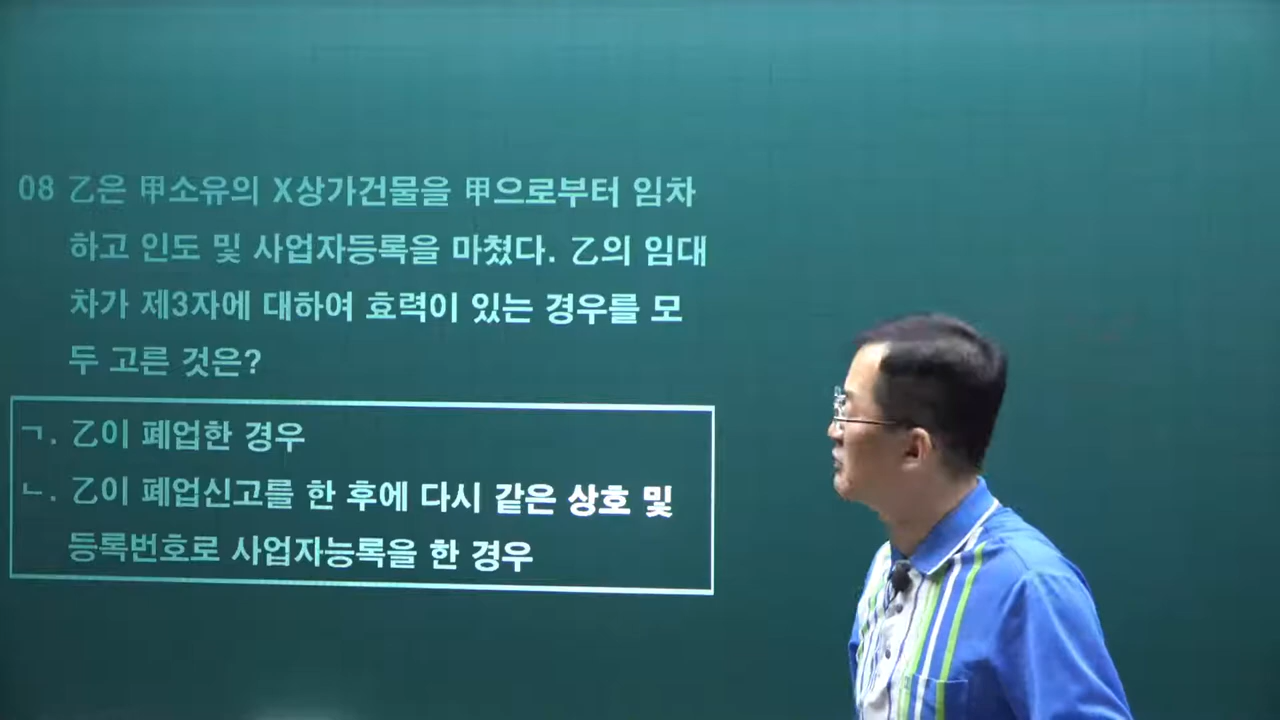 08 乙은 甲소유의 X상가건물을 甲으로부터 임차
하고 인도 및 사업자등록을 마쳤다. 乙의 임대
차가 제3자에 대하여 효력이 있는 경우를 모
두 고른 것은?
ㄱ. 乙이 폐업한 경우
ㄴ. 乙이 폐업신고를 한 후에 다시 같은 상호 및
등록번호로 사업자등록을 한 경우